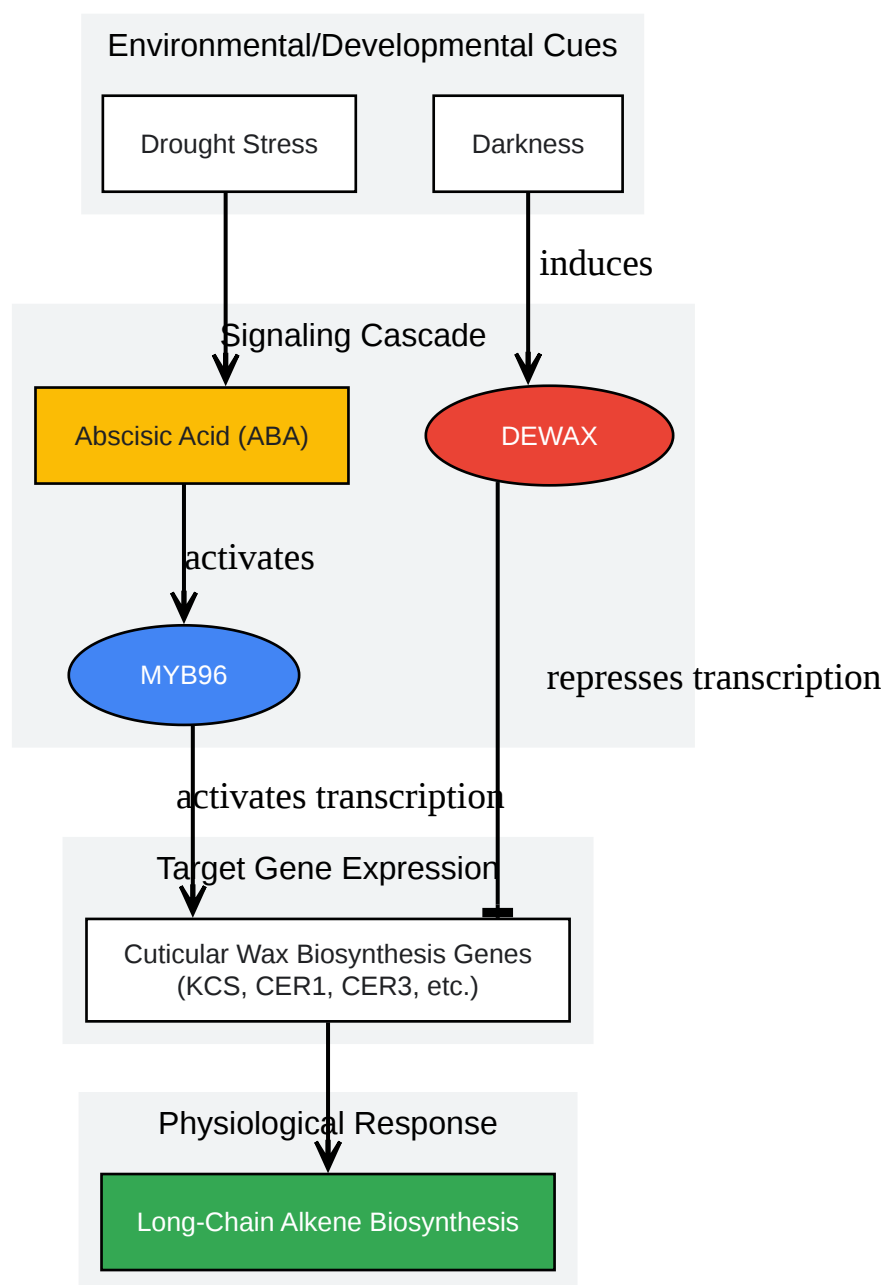 Environmental/Developmental Cues
Drought Stress
Darkness
induces
Signaling Cascade
Abscisic Acid (ABA)
DEWAX
activates
MYB96
represses transcription
activates transcription
Target Gene Expression
Cuticular Wax Biosynthesis Genes
(KCS, CER1, CER3, etc.)
Physiological Response
Long-Chain Alkene Biosynthesis